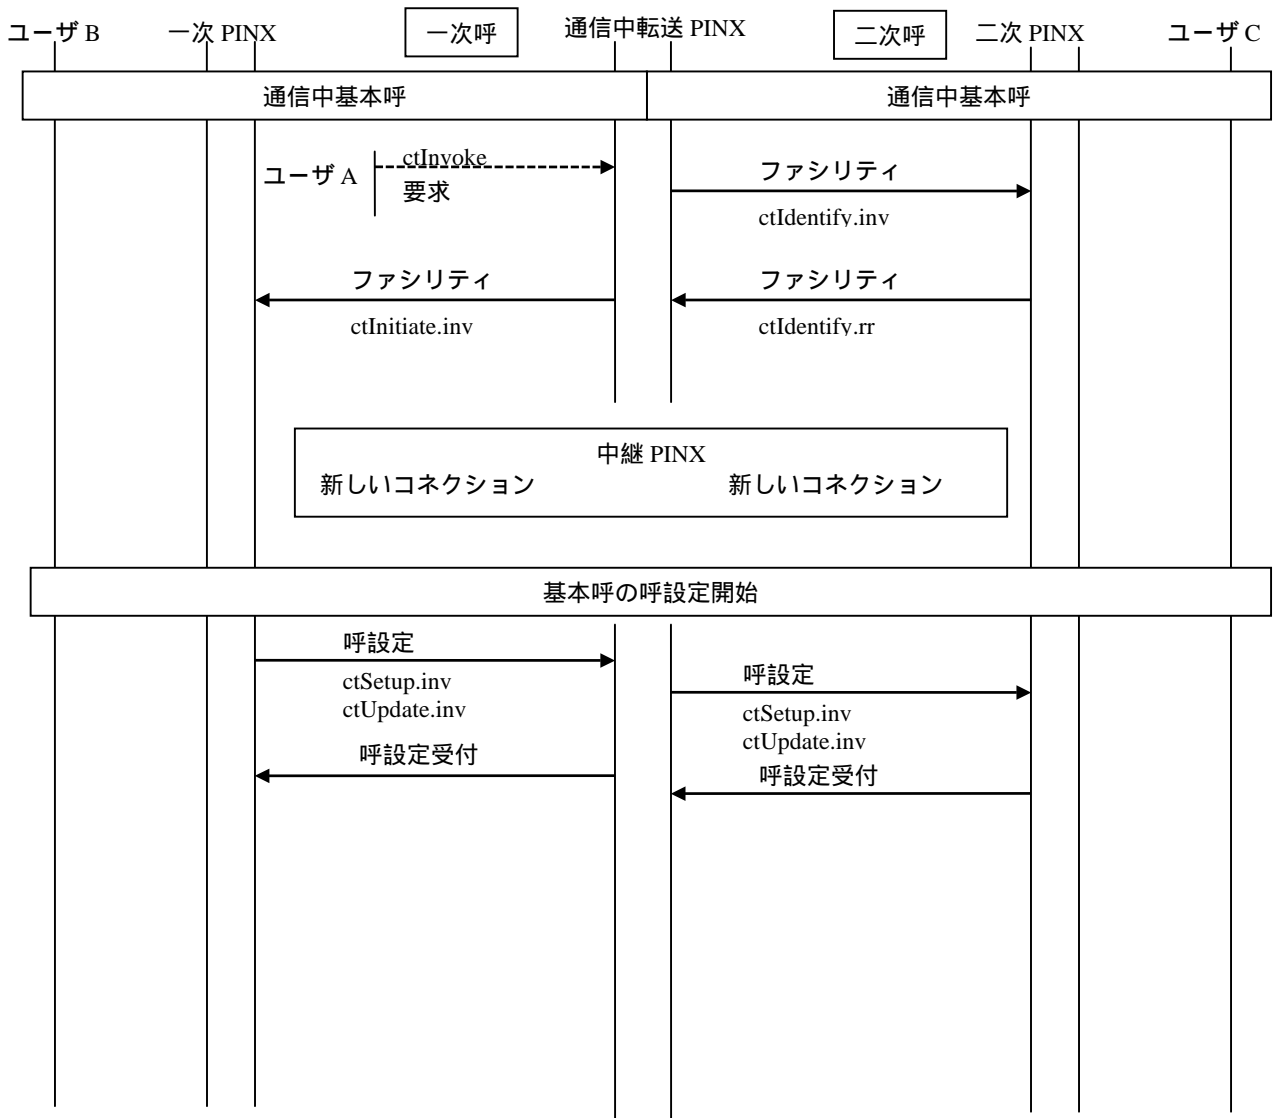 ユーザ B
一次 PINX
一次呼
通信中転送 PINX
二次呼
二次 PINX
ユーザ C
通信中基本呼
通信中基本呼
ユーザ A
ctInvoke
要求
ファシリティ
ctIdentify.inv
ファシリティ
ctInitiate.inv
ファシリティ
ctIdentify.rr
中継 PINX
新しいコネクション
新しいコネクション
基本呼の呼設定開始
呼設定
ctSetup.inv
ctUpdate.inv
呼設定
ctSetup.inv
ctUpdate.inv
呼設定受付
呼設定受付